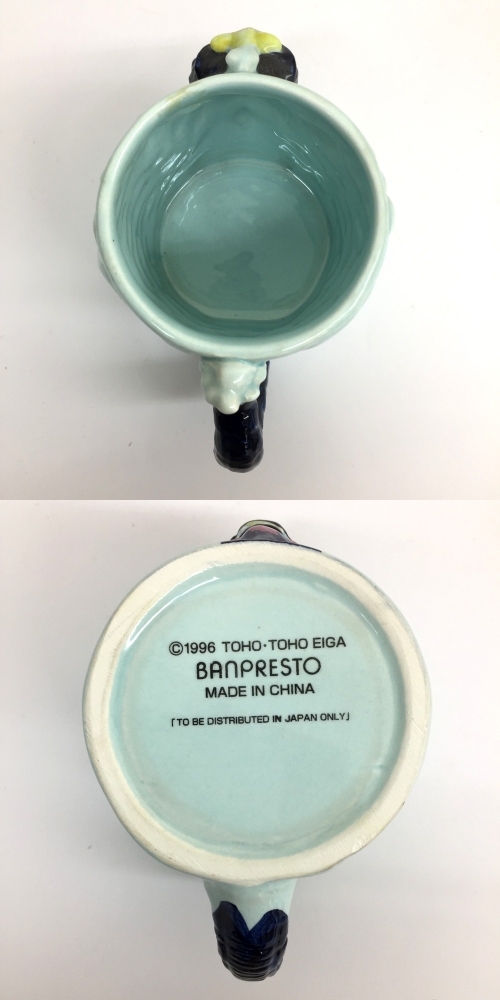 ©1996 TOHO・TOHO EIGA
BANPRESTO
MADE IN CHINA
「TO BE DISTRIBUTED IN JAPAN ONLY」